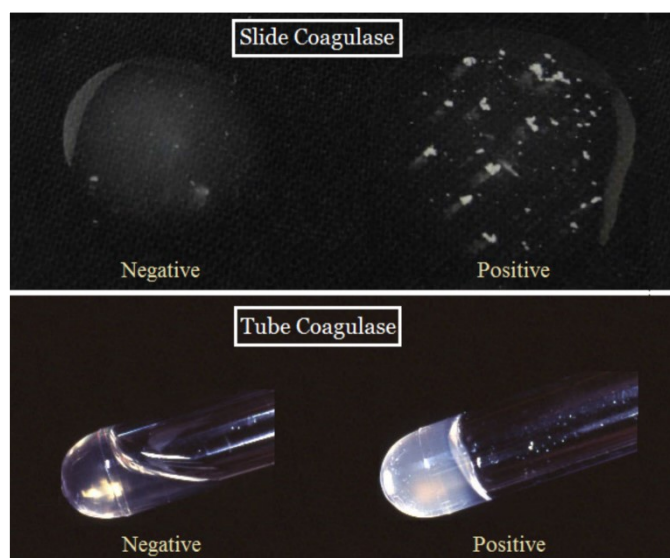 Slide Coagulase
Negative
Positive
Tube Coagulase
Negative
Positive